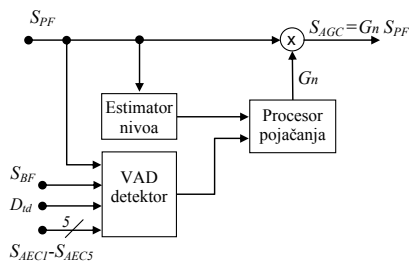 S_PF
S_AGC = G_n S_PF
x
G_n
Estimator
nivoa
Procesor
pojačanja
S_BF
D_td
VAD
detektor
5
S_AEC1-S_AEC5